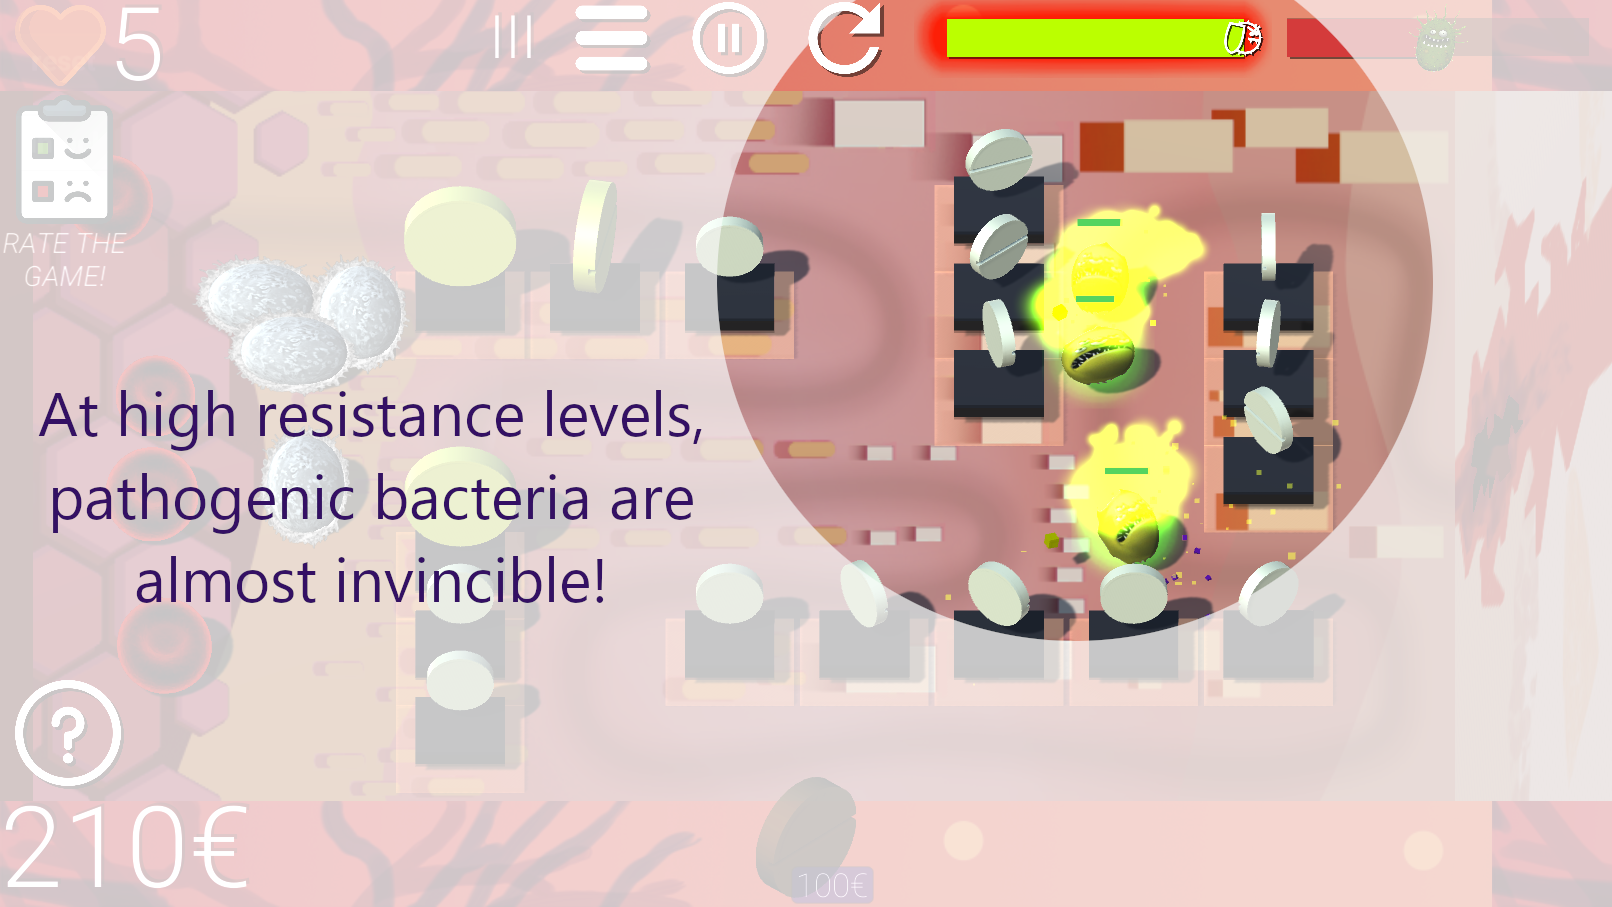 5
RATE THE
GAME!
At high resistance levels,
pathogenic bacteria are
almost invincible!
?
210€
100€